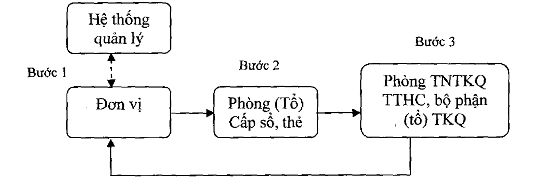 Hệ thống
quản lý
Bước 1
Đơn vị
Bước 2
Phòng (Tổ)
Cấp sổ, thẻ
Bước 3
Phòng TNTKQ
TTHC, bộ phận
(tổ) TKQ